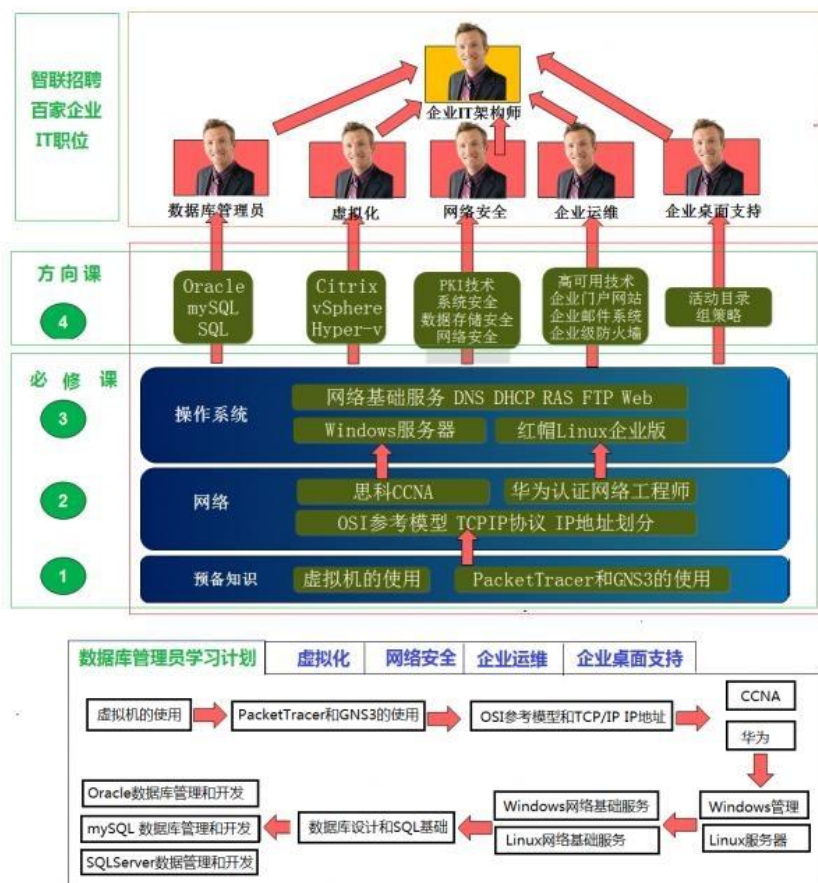 智联招聘
百家企业
IT职位
企业IT架构师
数据库管理员
虚拟化
网络安全
企业运维
企业桌面支持
方向课
4
Oracle
mySQL
SQL
Citrix
vSphere
Hyper-v
PKI技术
系统安全
数据存储安全
网络安全
高可用技术
企业门户网站
企业邮件系统
企业级防火墙
活动目录
组策略
必修课
3
操作系统
网络基础服务 DNS DHCP RAS FTP Web
Windows服务器
红帽Linux企业版
2
网络
思科CCNA
华为认证网络工程师
OSI参考模型 TCPIP协议 IP地址划分
1
预备知识
虚拟机的使用
PacketTracer和GNS3的使用
数据库管理员学习计划
虚拟化
网络安全
企业运维
企业桌面支持
虚拟机的使用
PacketTracer和GNS3的使用
OSI参考模型和TCP/IP IP地址
CCNA
华为
Windows管理
Linux服务器
Windows网络基础服务
Linux网络基础服务
数据库设计和SQL基础
Oracle数据库管理和开发
mySQL 数据库管理和开发
SQLServer数据管理和开发